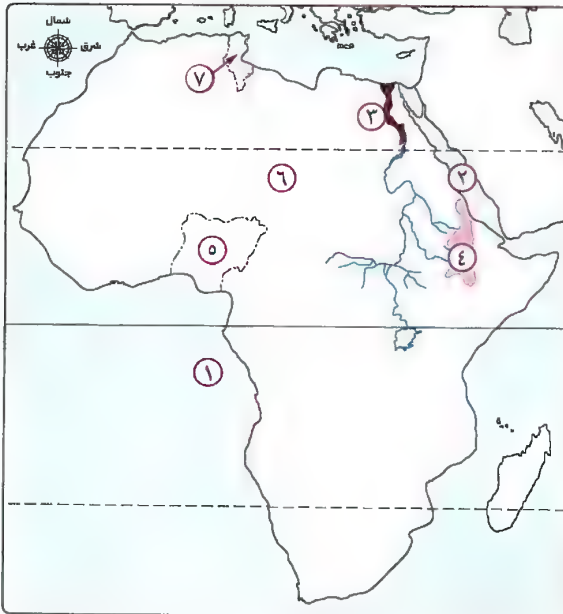 شمال
غرب
شرق
جنوب
٧
٣
٦
٢
٥
٤
١